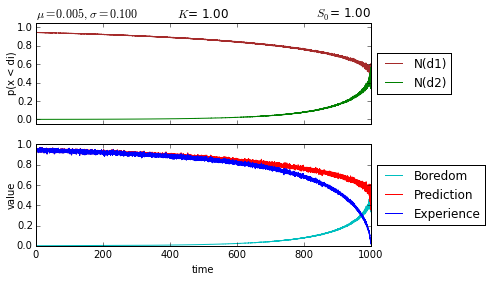 μ=0.005, σ=0.100 K= 1.00 S₀= 1.00
1.0
0.8
0.6
0.4
0.2
0.0
p(x < di)
N(d1)
N(d2)
1.0
0.8
0.6
0.4
0.2
0.0
value
Boredom
Prediction
Experience
0 200 400 600 800 1000
time